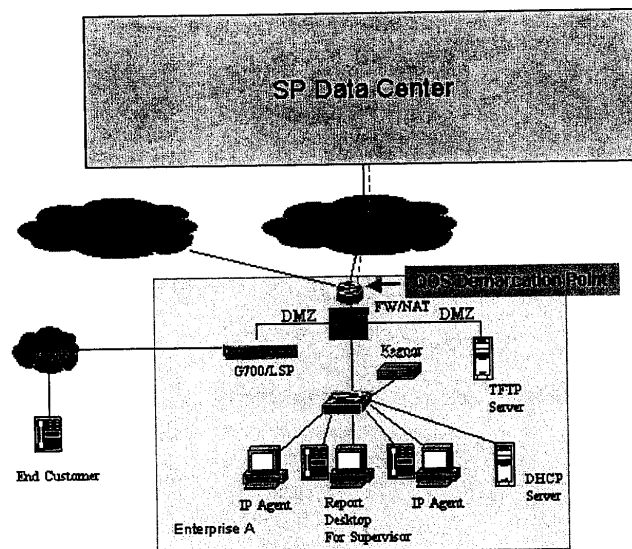 SP Data Center
QOS Demarcation Point
FW/NAT
DMZ
DMZ
G700/LSP
Kagoor
TFTP
Server
End Customer
IP Agent
Report
Desktop
For Supervisor
IP Agent
DHCP
Server
Enterprise A